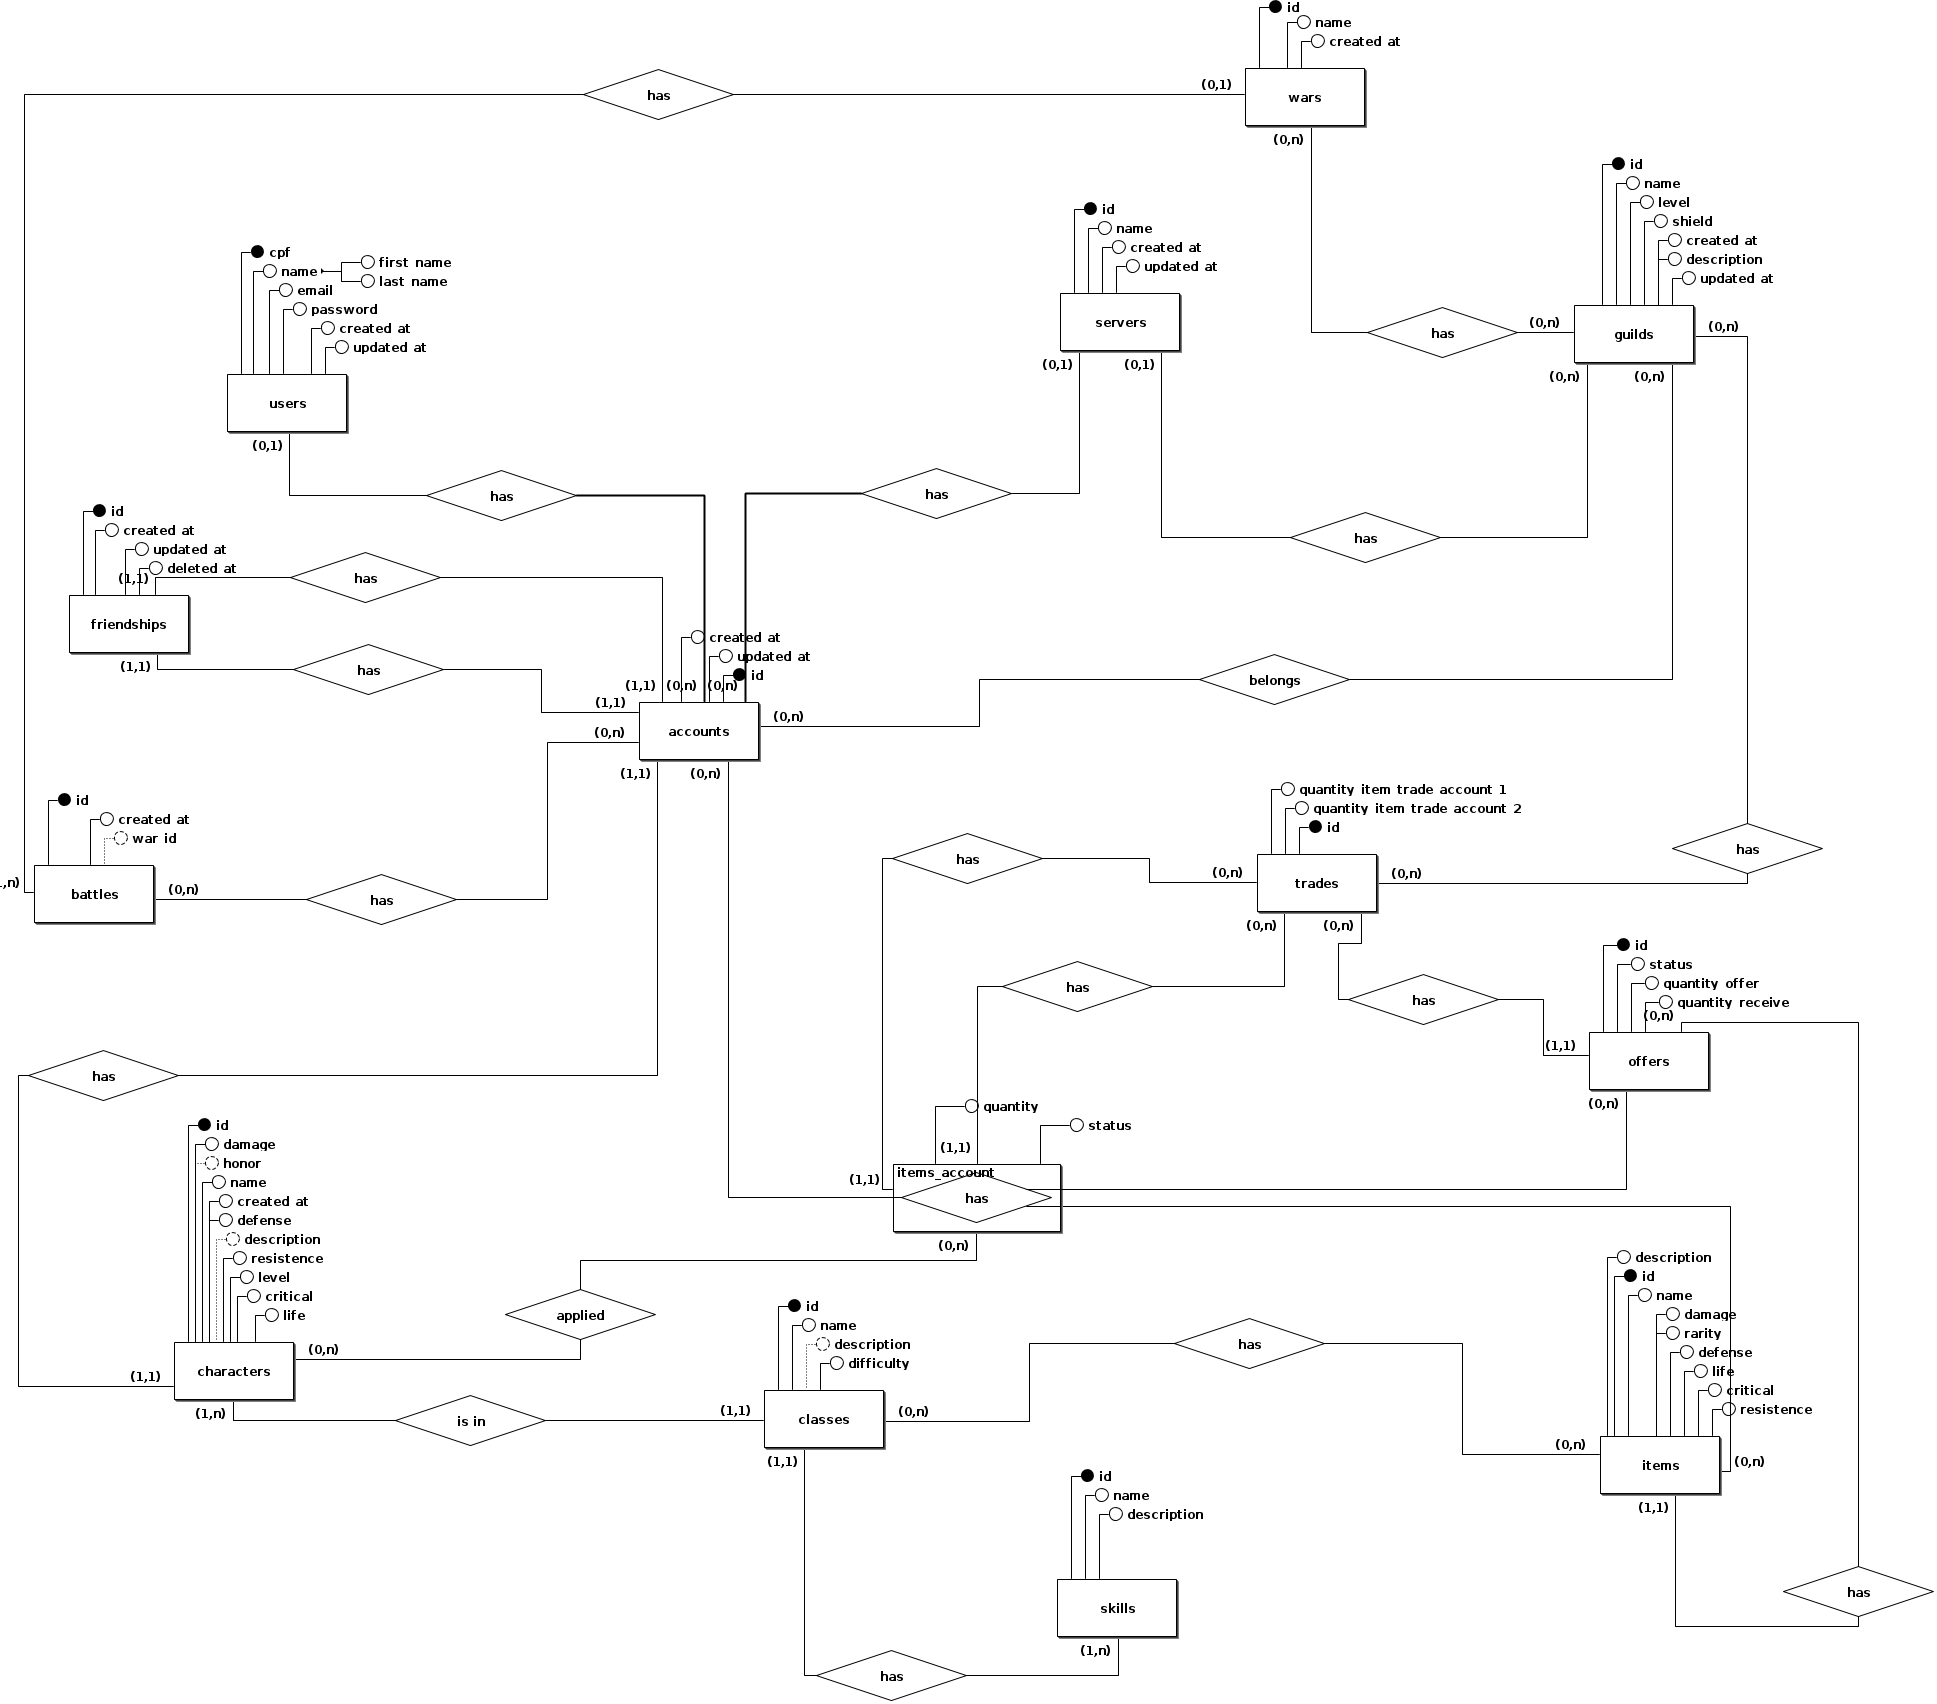 id
name
created at
has
(0,1)
wars
(0,n)
id
name
level
shield
created at
description
updated at
id
name
created at
updated at
cpf
name
first name
last name
email
password
created at
updated at
servers
has
(0,n)
guilds
(0,n)
(0,1)
(0,1)
(0,n)
(0,n)
users
(0,1)
has
has
has
id
created at
updated at
deleted at
(1,1)
has
friendships
(1,1)
has
created at
updated at
id
(1,1)
(0,n)
(0,n)
belongs
(1,1)
(0,n)
accounts
(0,n)
(1,1)
(0,n)
id
created at
war id
,n)
battles
(0,n)
has
quantity item trade account 1
quantity item trade account 2
id
has
(0,n)
trades
(0,n)
has
(0,n)
(0,n)
has
has
id
status
quantity offer
quantity receive
(0,n)
(1,1)
offers
(0,n)
has
quantity
status
(1,1)
(1,1)
items_account
has
(0,n)
id
damage
honor
name
created at
defense
description
resistence
level
critical
life
applied
characters
(0,n)
(1,1)
(1,n)
is in
id
name
description
difficulty
(1,1)
classes
(0,n)
(1,1)
has
description
id
name
damage
rarity
defense
life
critical
resistence
(0,n)
items
(0,n)
(1,1)
id
name
description
has
skills
(1,n)
has